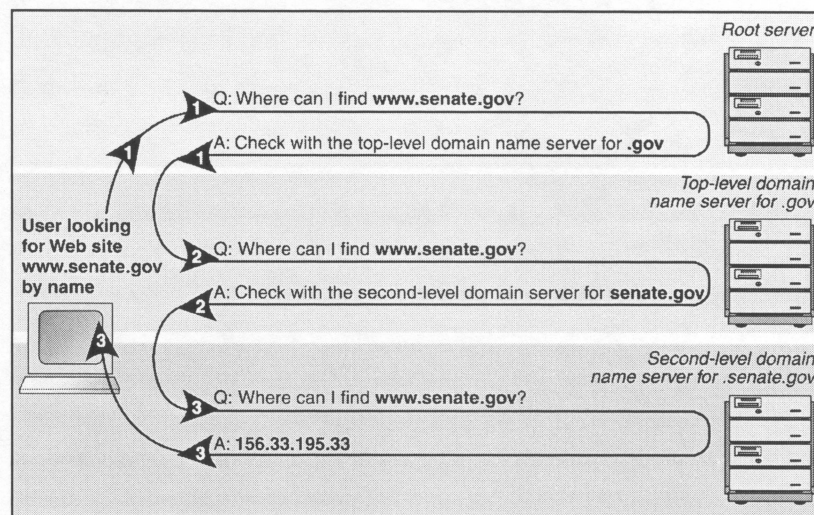 Root server
1
Q: Where can I find www.senate.gov?
1
1
A: Check with the top-level domain name server for .gov
Top-level domain
name server for .gov
User looking
for Web site
www.senate.gov
by name
2
Q: Where can I find www.senate.gov?
2
A: Check with the second-level domain server for senate.gov
3
Second-level domain
name server for .senate.gov
3
Q: Where can I find www.senate.gov?
3
A: 156.33.195.33